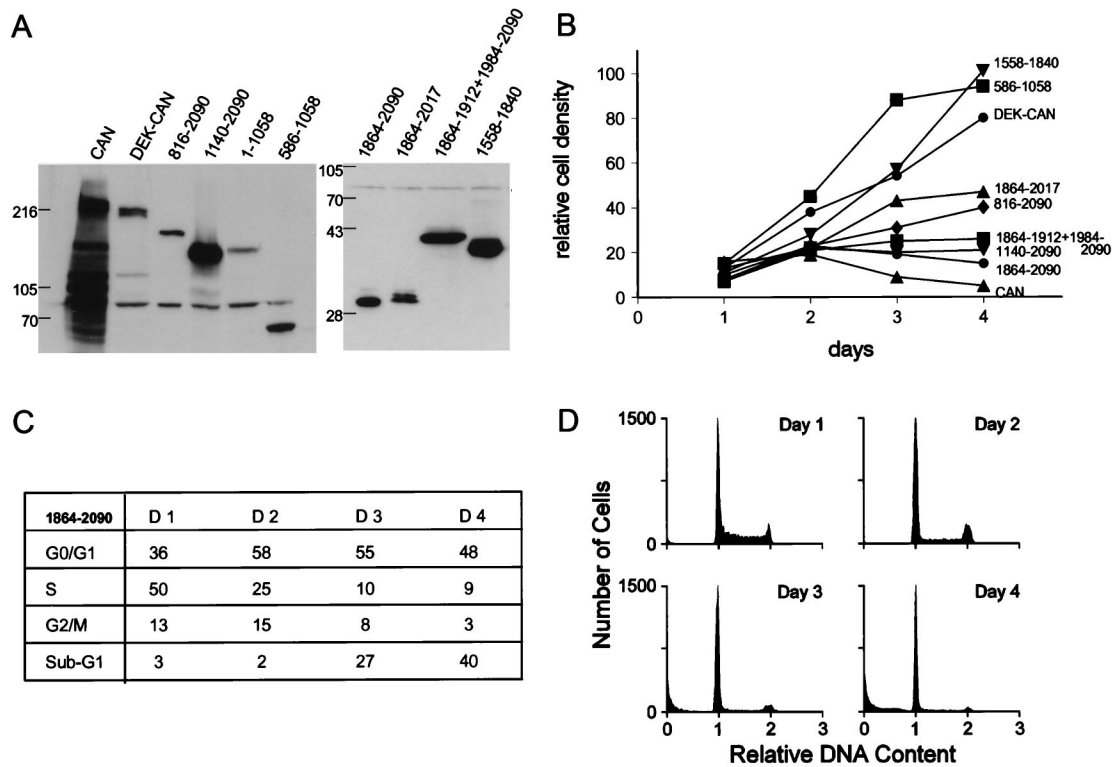 A
CAN
DEK-CAN
816-2090
1140-2090
1-1058
586-1058
216
105
70
1864-2090
1864-2017
1864-1912+1984-2090
1558-1840
105
70
43
28
B
relative cell density
100
80
60
40
20
0
0 1 2 3 4
days
1558-1840
586-1058
DEK-CAN
1864-2017
816-2090
1864-1912+1984-
2090
1140-2090
1864-2090
CAN
C
1864-2090 D 1 D 2 D 3 D 4
G0/G1 36 58 55 48
S 50 25 10 9
G2/M 13 15 8 3
Sub-G1 3 2 27 40
D
Number of Cells
1500
0
Day 1
Day 2
1500
0
Day 3
Day 4
0 1 2 3
0 1 2 3
Relative DNA Content